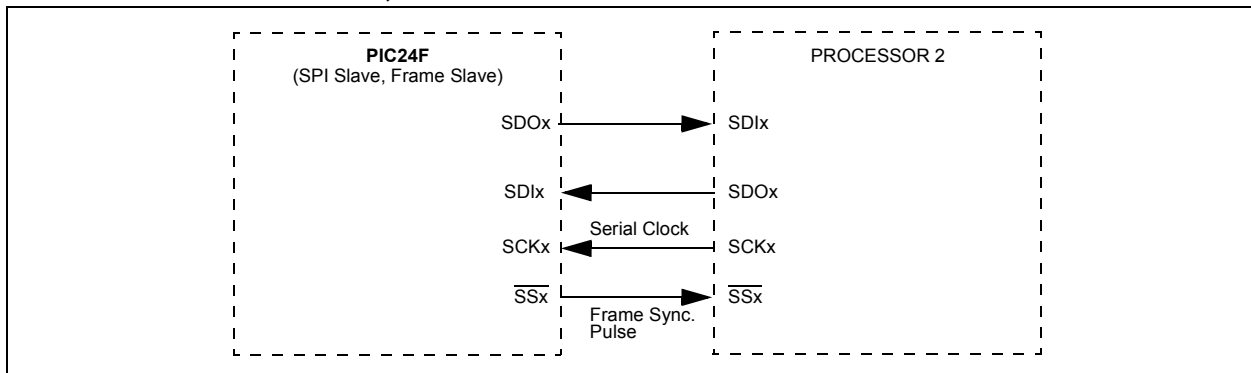 PIC24F
(SPI Slave, Frame Slave)
PROCESSOR 2
SDOx
SDIx
SDIx
SDOx
Serial Clock
SCKx
SCKx
SSx
SSx
Frame Sync.
Pulse